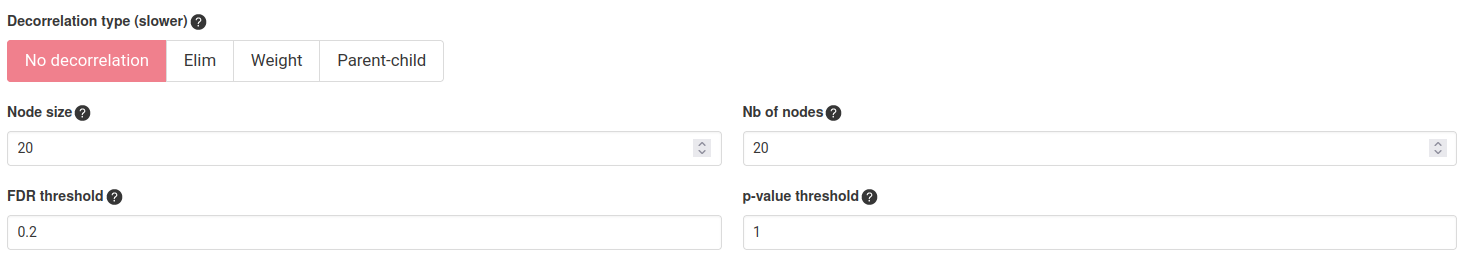 Decorrelation type (slower) ?
No decorrelation Elim Weight Parent-child
Node size ? Nb of nodes ?
20 20
FDR threshold ? p-value threshold ?
0.2 1